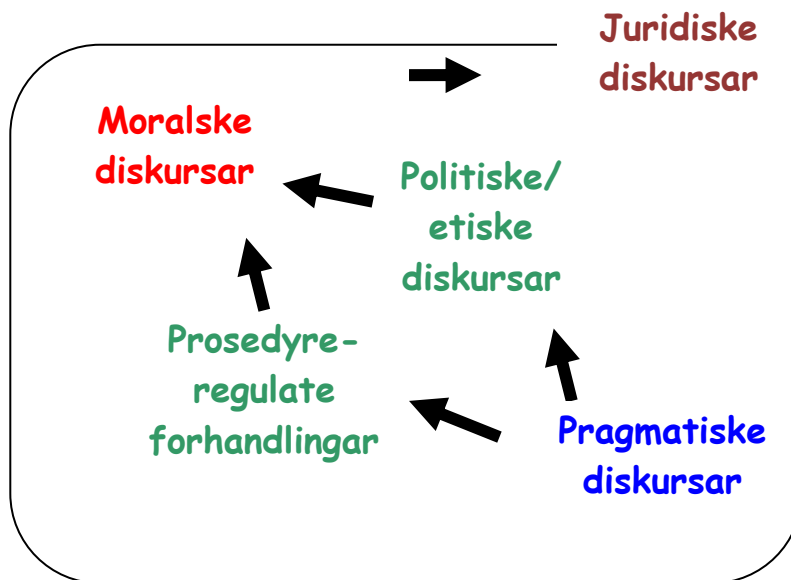 Juridiske
diskursar
Moralske
diskursar
Politiske/
etiske
diskursar
Prosedyre-
regulate
forhandlingar
Pragmatiske
diskursar